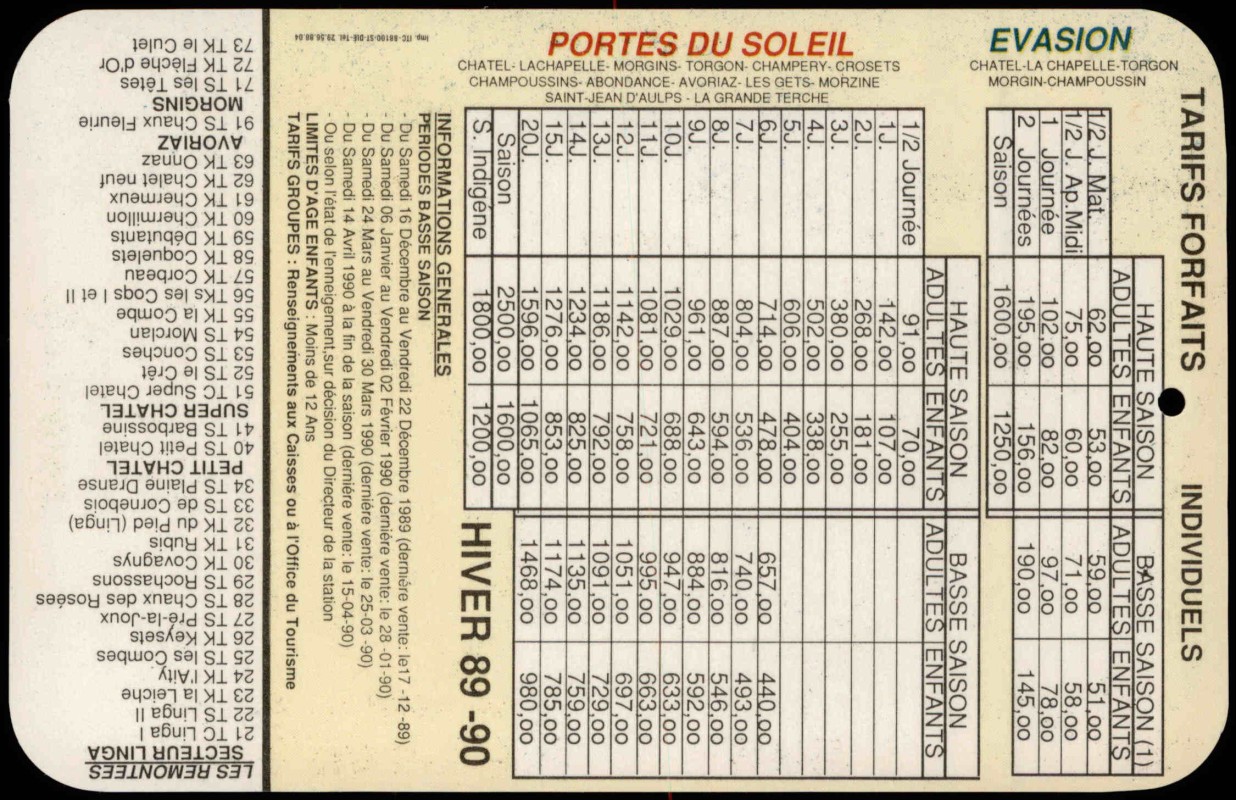 TARIFS FORFAITS INDIVIDUELS
EVASION
CHATEL-LA CHAPELLE-TORGON
MORGIN-CHAMPOUSSIN
HAUTE SAISON BASSE SAISON (1)
ADULTES ENFANTS ADULTES ENFANTS
1/2 J. Mat. 62,00 53,00 59,00 51,00
1/2 J. Ap.Midi 75,00 60,00 71,00 58,00
1 Journée 102,00 82,00 97,00 78,00
2 Journées 195,00 156,00 190,00 145,00
Saison 1600,00 1250,00
PORTES DU SOLEIL
CHATEL- LACHAPELLE- MORGINS- TORGON- CHAMPERY- CROSETS
CHAMPOUSSINS- ABONDANCE- AVORIAZ- LES GETS- MORZINE
SAINT-JEAN D'AULPS - LA GRANDE TERCHE
HAUTE SAISON BASSE SAISON
ADULTES ENFANTS ADULTES ENFANTS
1/2 Journée 91,00 70,00
1J. 142,00 107,00
2J. 268,00 181,00
3J. 380,00 255,00
4J. 502,00 338,00
5J. 606,00 404,00
6J. 714,00 478,00 657,00 440,00
7J. 804,00 536,00 740,00 493,00
8J. 887,00 594,00 816,00 546,00
9J. 961,00 643,00 884,00 592,00
10J. 1029,00 688,00 947,00 633,00
11J. 1081,00 721,00 995,00 663,00
12J. 1142,00 758,00 1051,00 697,00
13J. 1186,00 792,00 1091,00 729,00
14J. 1234,00 825,00 1135,00 759,00
15J. 1276,00 853,00 1174,00 785,00
20J. 1596,00 1065,00 1468,00 980,00
Saison 2500,00 1600,00
S. Indigène 1800,00 1200,00
HIVER 89 -90
INFORMATIONS GENERALES
PERIODES BASSE SAISON
- Du Samedi 16 Décembre au Vendredi 22 Décembre 1989 (dernière vente: le17 -12 -89)
- Du Samedi 06 Janvier au Vendredi 02 Février 1990 (dernière vente: le 28 -01-90)
- Du Samedi 24 Mars au Vendredi 30 Mars 1990 (dernière vente: le 25-03 -90)
- Du Samedi 14 Avril 1990 à la fin de la saison (dernière vente: le 15-04-90)
- Ou selon l'état de l'enneigement,sur décision du Directeur de la station
LIMITES D'AGE ENFANTS : Moins de 12 Ans
TARIFS GROUPES : Renseignements aux Caisses ou à l'Office du Tourisme
Imp. ITC-88100-ST-DIÉ-Tel. 29.56.89.04
LES REMONTEES
SECTEUR LINGA
21 TC Linga I
22 TS Linga II
23 TK la Leiche
24 TK l'Aity
25 TS les Combes
26 TK Keysets
27 TS Pré-la-Joux
28 TS Chaux des Rosées
29 TS Rochassons
30 TK Covagnys
31 TK Rubis
32 TK du Pied (Linga)
33 TS de Cornebois
34 TS Plaine Dranse
PETIT CHATEL
40 TS Petit Chatel
41 TS Barbossine
SUPER CHATEL
51 TC Super Chatel
52 TS le Crêt
53 TS Conches
54 TS Morclan
55 TK la Combe
56 TKs les Coqs I et II
57 TK Corbeau
58 TK Coquelets
59 TK Débutants
60 TK Chermillon
61 TK Chermeux
62 TK Chalet neuf
63 TK Onnaz
AVORIAZ
91 TS Chaux Fleurie
MORGINS
71 TS les Têtes
72 TK Flèche d'Or
73 TK le Culet